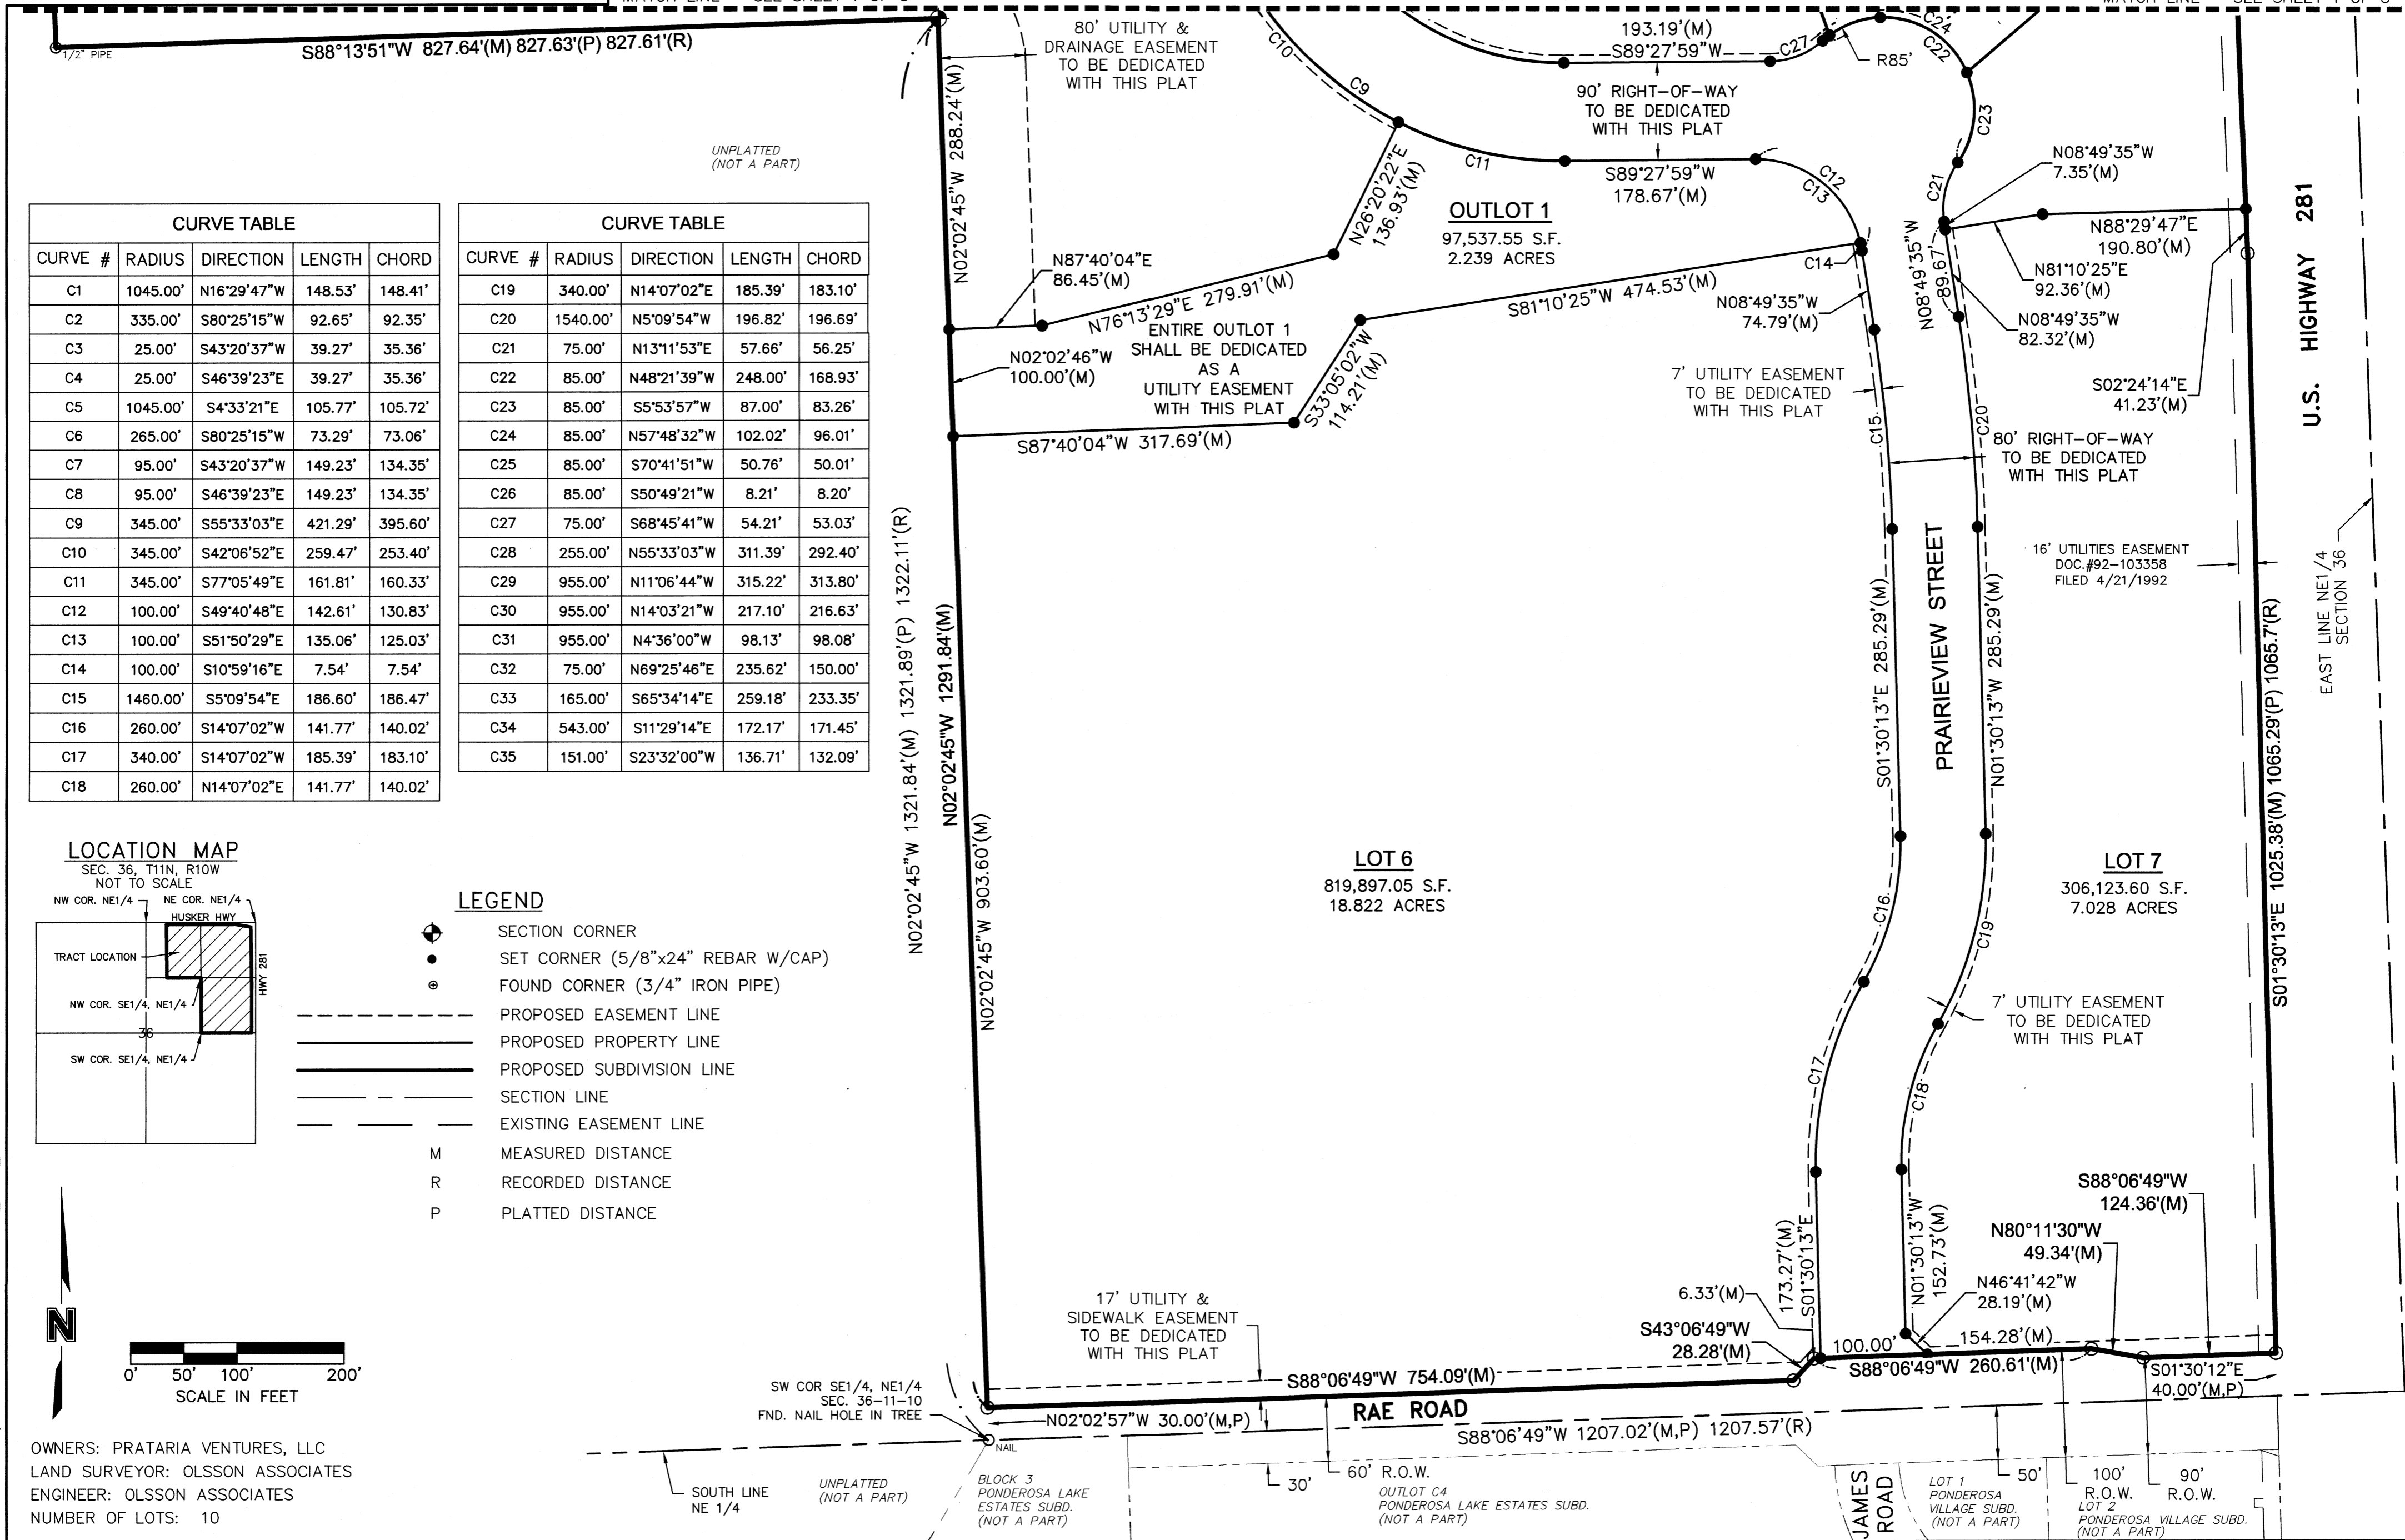 MATCH LINE - SEE SHEET 1 OF 3
MATCH LINE - SEE SHEET 1 OF 3
S88°13'51"W 827.64'(M) 827.63'(P) 827.61'(R)
1/2" PIPE
UNPLATTED
(NOT A PART)
80' UTILITY &
DRAINAGE EASEMENT
TO BE DEDICATED
WITH THIS PLAT
N02°02'45"W 288.24'(M)
C10
C9
193.19'(M)
S89°27'59"W
C27
C24
C22
R85'
90' RIGHT-OF-WAY
TO BE DEDICATED
WITH THIS PLAT
C23
C11
S89°27'59"W
178.67'(M)
C12
C13
C21
N08°49'35"W
7.35'(M)
N26°20'22"E
136.93'(M)
OUTLOT 1
97,537.55 S.F.
2.239 ACRES
N87°40'04"E
86.45'(M)
N76°13'29"E 279.91'(M)
C14
N08°49'35"W
89.67'
N88°29'47"E
190.80'(M)
N81°10'25"E
92.36'(M)
S81°10'25"W 474.53'(M)
N08°49'35"W
74.79'(M)
N08°49'35"W
82.32'(M)
ENTIRE OUTLOT 1
SHALL BE DEDICATED
AS A
UTILITY EASEMENT
WITH THIS PLAT
N02°02'46"W
100.00'(M)
S33°05'02"W
114.21'(M)
S87°40'04"W 317.69'(M)
7' UTILITY EASEMENT
TO BE DEDICATED
WITH THIS PLAT
S02°24'14"E
41.23'(M)
U.S. HIGHWAY 281
C15
C20
80' RIGHT-OF-WAY
TO BE DEDICATED
WITH THIS PLAT
16' UTILITIES EASEMENT
DOC.#92-103358
FILED 4/21/1992
EAST LINE NE1/4
SECTION 36
CURVE TABLE
CURVE # RADIUS DIRECTION LENGTH CHORD
C1 1045.00' N16°29'47"W 148.53' 148.41'
C2 335.00' S80°25'15"W 92.65' 92.35'
C3 25.00' S43°20'37"W 39.27' 35.36'
C4 25.00' S46°39'23"E 39.27' 35.36'
C5 1045.00' S4°33'21"E 105.77' 105.72'
C6 265.00' S80°25'15"W 73.29' 73.06'
C7 95.00' S43°20'37"W 149.23' 134.35'
C8 95.00' S46°39'23"E 149.23' 134.35'
C9 345.00' S55°33'03"E 421.29' 395.60'
C10 345.00' S42°06'52"E 259.47' 253.40'
C11 345.00' S77°05'49"E 161.81' 160.33'
C12 100.00' S49°40'48"E 142.61' 130.83'
C13 100.00' S51°50'29"E 135.06' 125.03'
C14 100.00' S10°59'16"E 7.54' 7.54'
C15 1460.00' S5°09'54"E 186.60' 186.47'
C16 260.00' S14°07'02"W 141.77' 140.02'
C17 340.00' S14°07'02"W 185.39' 183.10'
C18 260.00' N14°07'02"E 141.77' 140.02'
CURVE TABLE
CURVE # RADIUS DIRECTION LENGTH CHORD
C19 340.00' N14°07'02"E 185.39' 183.10'
C20 1540.00' N5°09'54"W 196.82' 196.69'
C21 75.00' N13°11'53"E 57.66' 56.25'
C22 85.00' N48°21'39"W 248.00' 168.93'
C23 85.00' S5°53'57"W 87.00' 83.26'
C24 85.00' N57°48'32"W 102.02' 96.01'
C25 85.00' S70°41'51"W 50.76' 50.01'
C26 85.00' S50°49'21"W 8.21' 8.20'
C27 75.00' S68°45'41"W 54.21' 53.03'
C28 255.00' N55°33'03"W 311.39' 292.40'
C29 955.00' N11°06'44"W 315.22' 313.80'
C30 955.00' N14°03'21"W 217.10' 216.63'
C31 955.00' N4°36'00"W 98.13' 98.08'
C32 75.00' N69°25'46"E 235.62' 150.00'
C33 165.00' S65°34'14"E 259.18' 233.35'
C34 543.00' S11°29'14"E 172.17' 171.45'
C35 151.00' S23°32'00"W 136.71' 132.09'
N02°02'45"W 1321.84'(M) 1321.89'(P) 1322.11'(R)
N02°02'45"W 1291.84'(M)
N02°02'45"W 903.60'(M)
S01°30'13"E 285.29'(M)
PRAIRIEVIEW STREET
N01°30'13"W 285.29'(M)
S01°30'13"E 1025.38'(M) 1065.29'(P) 1065.7'(R)
LOT 6
819,897.05 S.F.
18.822 ACRES
LOT 7
306,123.60 S.F.
7.028 ACRES
C16
C19
C17
C18
7' UTILITY EASEMENT
TO BE DEDICATED
WITH THIS PLAT
LOCATION MAP
SEC. 36, T11N, R10W
NOT TO SCALE
NW COR. NE1/4
NE COR. NE1/4
HUSKER HWY
TRACT LOCATION
HWY 281
NW COR. SE1/4, NE1/4
36
SW COR. SE1/4, NE1/4
LEGEND
SECTION CORNER
SET CORNER (5/8"x24" REBAR W/CAP)
FOUND CORNER (3/4" IRON PIPE)
PROPOSED EASEMENT LINE
PROPOSED PROPERTY LINE
PROPOSED SUBDIVISION LINE
SECTION LINE
EXISTING EASEMENT LINE
M MEASURED DISTANCE
R RECORDED DISTANCE
P PLATTED DISTANCE
N
0' 50' 100' 200'
SCALE IN FEET
OWNERS: PRATARIA VENTURES, LLC
LAND SURVEYOR: OLSSON ASSOCIATES
ENGINEER: OLSSON ASSOCIATES
NUMBER OF LOTS: 10
173.27'(M)
S01°30'13"E
N01°30'13"W
152.73'(M)
S88°06'49"W
124.36'(M)
N80°11'30"W
49.34'(M)
N46°41'42"W
28.19'(M)
6.33'(M)
S43°06'49"W
28.28'(M)
100.00'
154.28'(M)
S88°06'49"W 260.61'(M)
S01°30'12"E
40.00'(M,P)
17' UTILITY &
SIDEWALK EASEMENT
TO BE DEDICATED
WITH THIS PLAT
S88°06'49"W 754.09'(M)
SW COR SE1/4, NE1/4
SEC. 36-11-10
FND. NAIL HOLE IN TREE
NAIL
N02°02'57"W 30.00'(M,P)
RAE ROAD
S88°06'49"W 1207.02'(M,P) 1207.57'(R)
SOUTH LINE
NE 1/4
UNPLATTED
(NOT A PART)
BLOCK 3
PONDEROSA LAKE
ESTATES SUBD.
(NOT A PART)
30'
60' R.O.W.
OUTLOT C4
PONDEROSA LAKE ESTATES SUBD.
(NOT A PART)
JAMES
ROAD
LOT 1
PONDEROSA
VILLAGE SUBD.
(NOT A PART)
50'
100'
R.O.W.
90'
R.O.W.
LOT 2
PONDEROSA VILLAGE SUBD.
(NOT A PART)